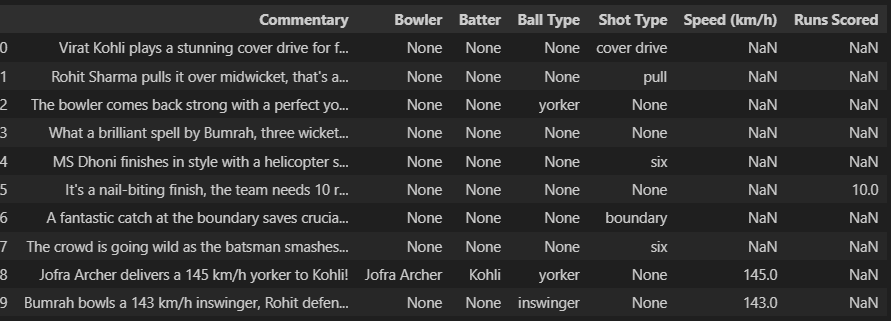 Commentary Bowler Batter Ball Type Shot Type Speed (km/h) Runs Scored
0 Virat Kohli plays a stunning cover drive for f... None None None cover drive NaN NaN
1 Rohit Sharma pulls it over midwicket, that's a... None None None pull NaN NaN
2 The bowler comes back strong with a perfect yo... None None yorker None NaN NaN
3 What a brilliant spell by Bumrah, three wicket... None None None None NaN NaN
4 MS Dhoni finishes in style with a helicopter s... None None None six NaN NaN
5 It's a nail-biting finish, the team needs 10 r... None None None None NaN 10.0
6 A fantastic catch at the boundary saves crucia... None None None boundary NaN NaN
7 The crowd is going wild as the batsman smashes... None None None six NaN NaN
8 Jofra Archer delivers a 145 km/h yorker to Kohli! Jofra Archer Kohli yorker None 145.0 NaN
9 Bumrah bowls a 143 km/h inswinger, Rohit defen... None None inswinger None 143.0 NaN